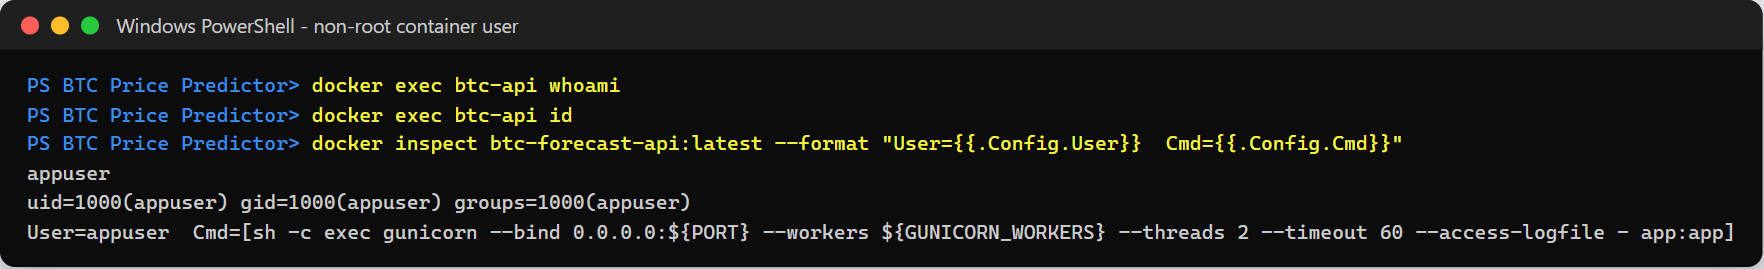 Windows PowerShell - non-root container user
PS BTC Price Predictor> docker exec btc-api whoami
PS BTC Price Predictor> docker exec btc-api id
PS BTC Price Predictor> docker inspect btc-forecast-api:latest --format "User={{.Config.User}}  Cmd={{.Config.Cmd}}"
appuser
uid=1000(appuser) gid=1000(appuser) groups=1000(appuser)
User=appuser  Cmd=[sh -c exec gunicorn --bind 0.0.0.0:${PORT} --workers ${GUNICORN_WORKERS} --threads 2 --timeout 60 --access-logfile - app:app]